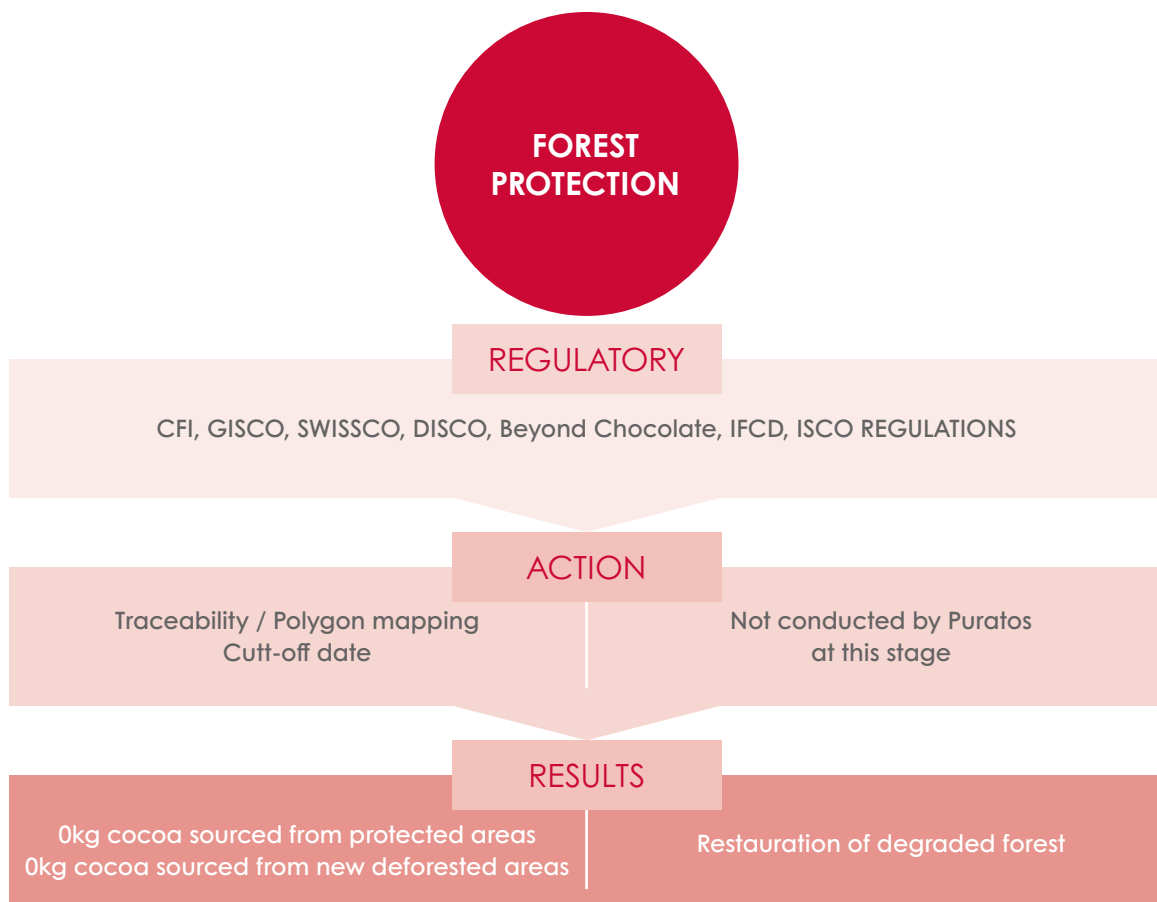 FOREST
PROTECTION
REGULATORY
CFI, GISCO, SWISSCO, DISCO, Beyond Chocolate, IFCD, ISCO REGULATIONS
ACTION
Traceability / Polygon mapping
Cutt-off date
Not conducted by Puratos
at this stage
RESULTS
0kg cocoa sourced from protected areas
0kg cocoa sourced from new deforested areas
Restauration of degraded forest